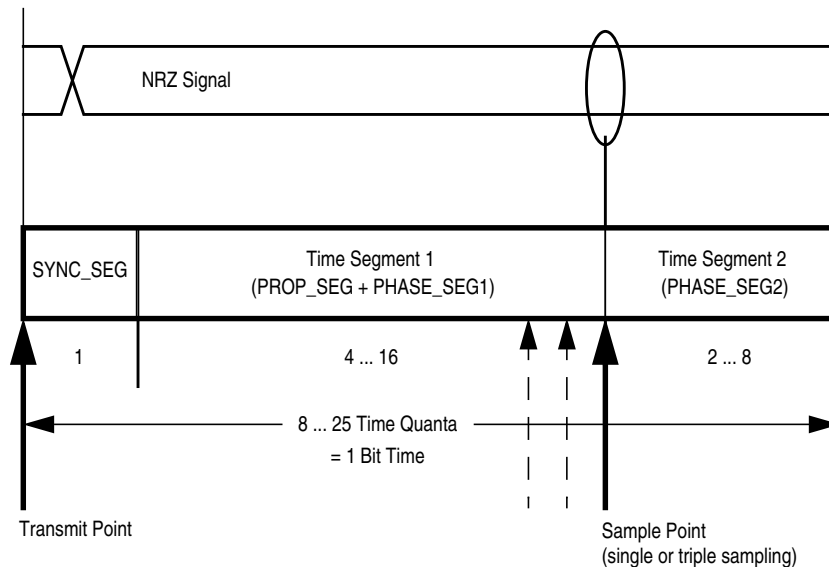 NRZ Signal
SYNC_SEG
Time Segment 1
(PROP_SEG + PHASE_SEG1)
Time Segment 2
(PHASE_SEG2)
1
4 ... 16
2 ... 8
8 ... 25 Time Quanta
= 1 Bit Time
Transmit Point
Sample Point
(single or triple sampling)